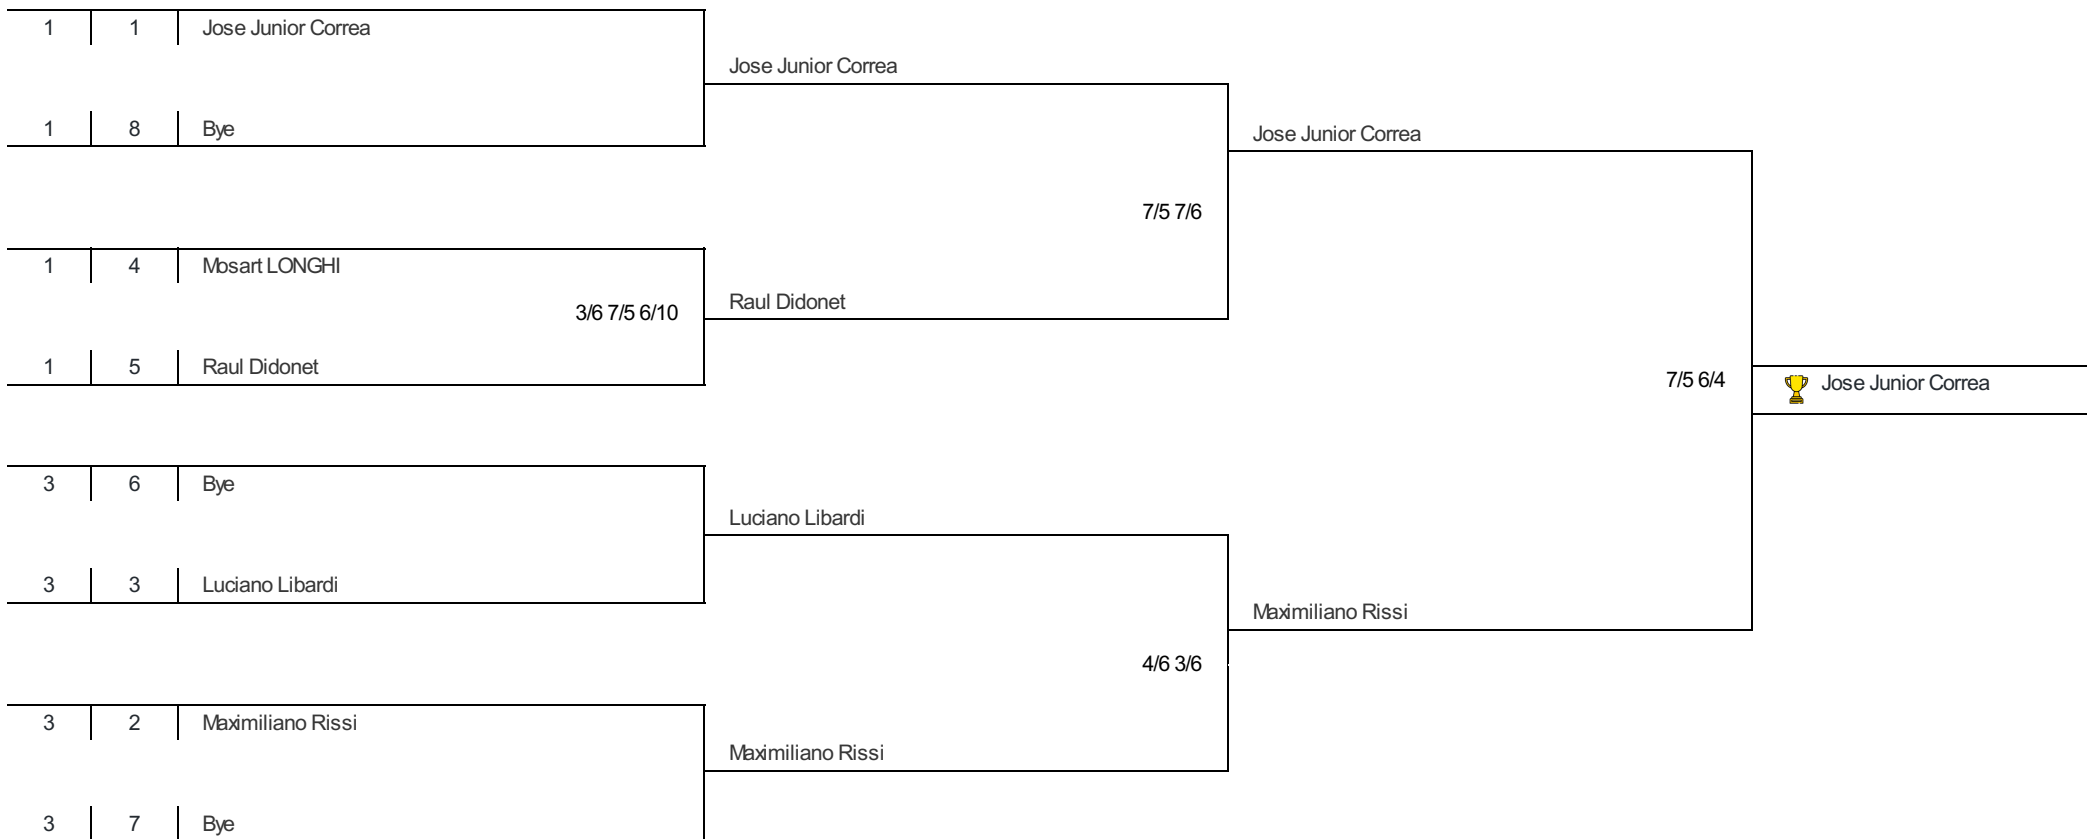 1 1 Jose Junior Correa
Jose Junior Correa
1 8 Bye
Jose Junior Correa
7/5 7/6
1 4 Mosart LONGHI
3/6 7/5 6/10
Raul Didonet
1 5 Raul Didonet
7/5 6/4
Jose Junior Correa
3 6 Bye
Luciano Libardi
3 3 Luciano Libardi
Maximiliano Rissi
4/6 3/6
3 2 Maximiliano Rissi
Maximiliano Rissi
3 7 Bye